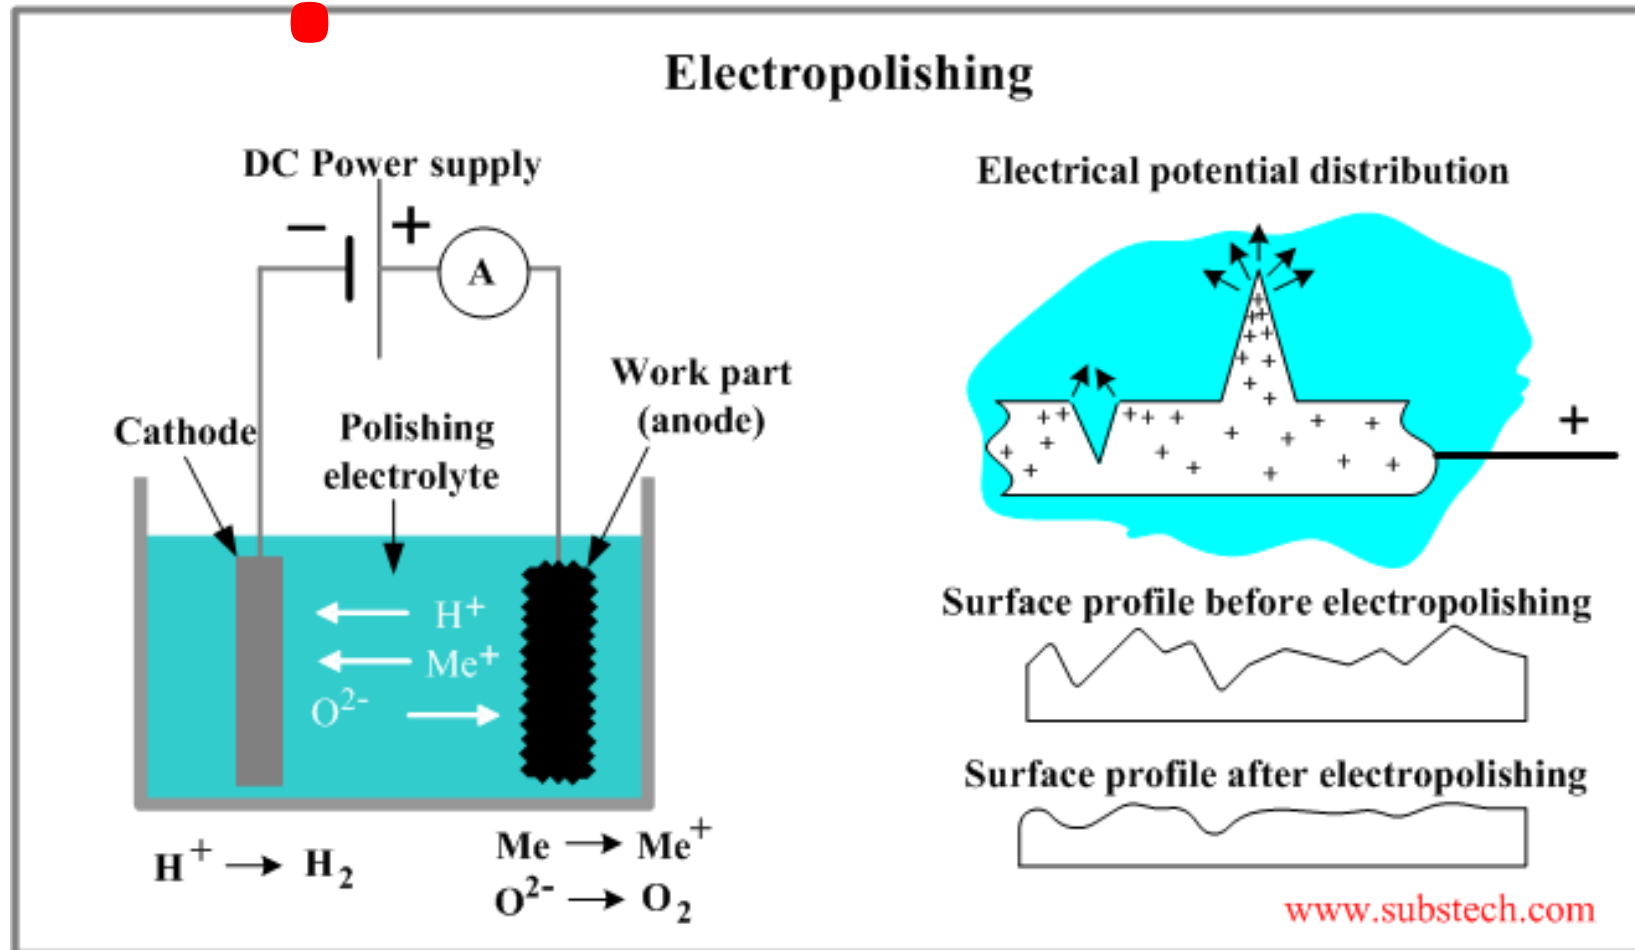 Electropolishing
DC Power supply
− +
A
Cathode
Polishing
electrolyte
Work part
(anode)
H⁺
Me⁺
O²⁻
H⁺ → H₂
Me → Me⁺
O²⁻ → O₂
Electrical potential distribution
+
Surface profile before electropolishing
Surface profile after electropolishing
www.substech.com